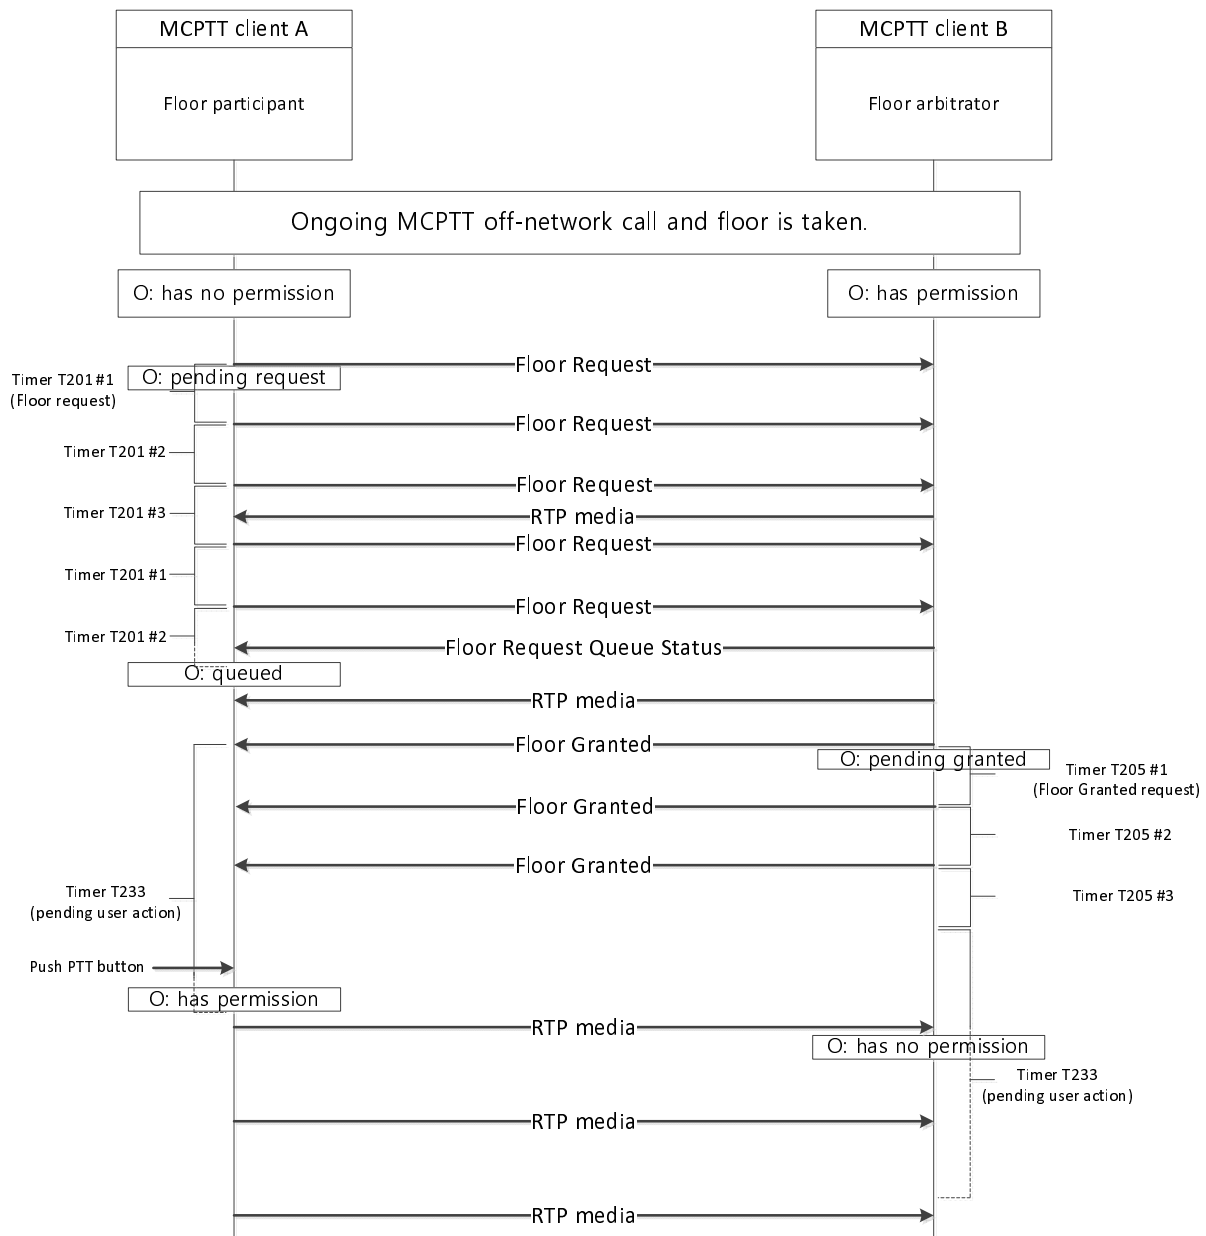 MCPTT client A
MCPTT client B
Floor participant
Floor arbitrator
Ongoing MCPTT off-network call and floor is taken.
O: has no permission
O: has permission
Floor Request
Timer T201 #1
(Floor request)
O: pending request
Floor Request
Timer T201 #2
Floor Request
Timer T201 #3
RTP media
Floor Request
Timer T201 #1
Floor Request
Timer T201 #2
Floor Request Queue Status
O: queued
RTP media
Floor Granted
O: pending granted
Timer T205 #1
(Floor Granted request)
Floor Granted
Timer T205 #2
Floor Granted
Timer T233
(pending user action)
Timer T205 #3
Push PTT button
O: has permission
RTP media
O: has no permission
Timer T233
(pending user action)
RTP media
RTP media